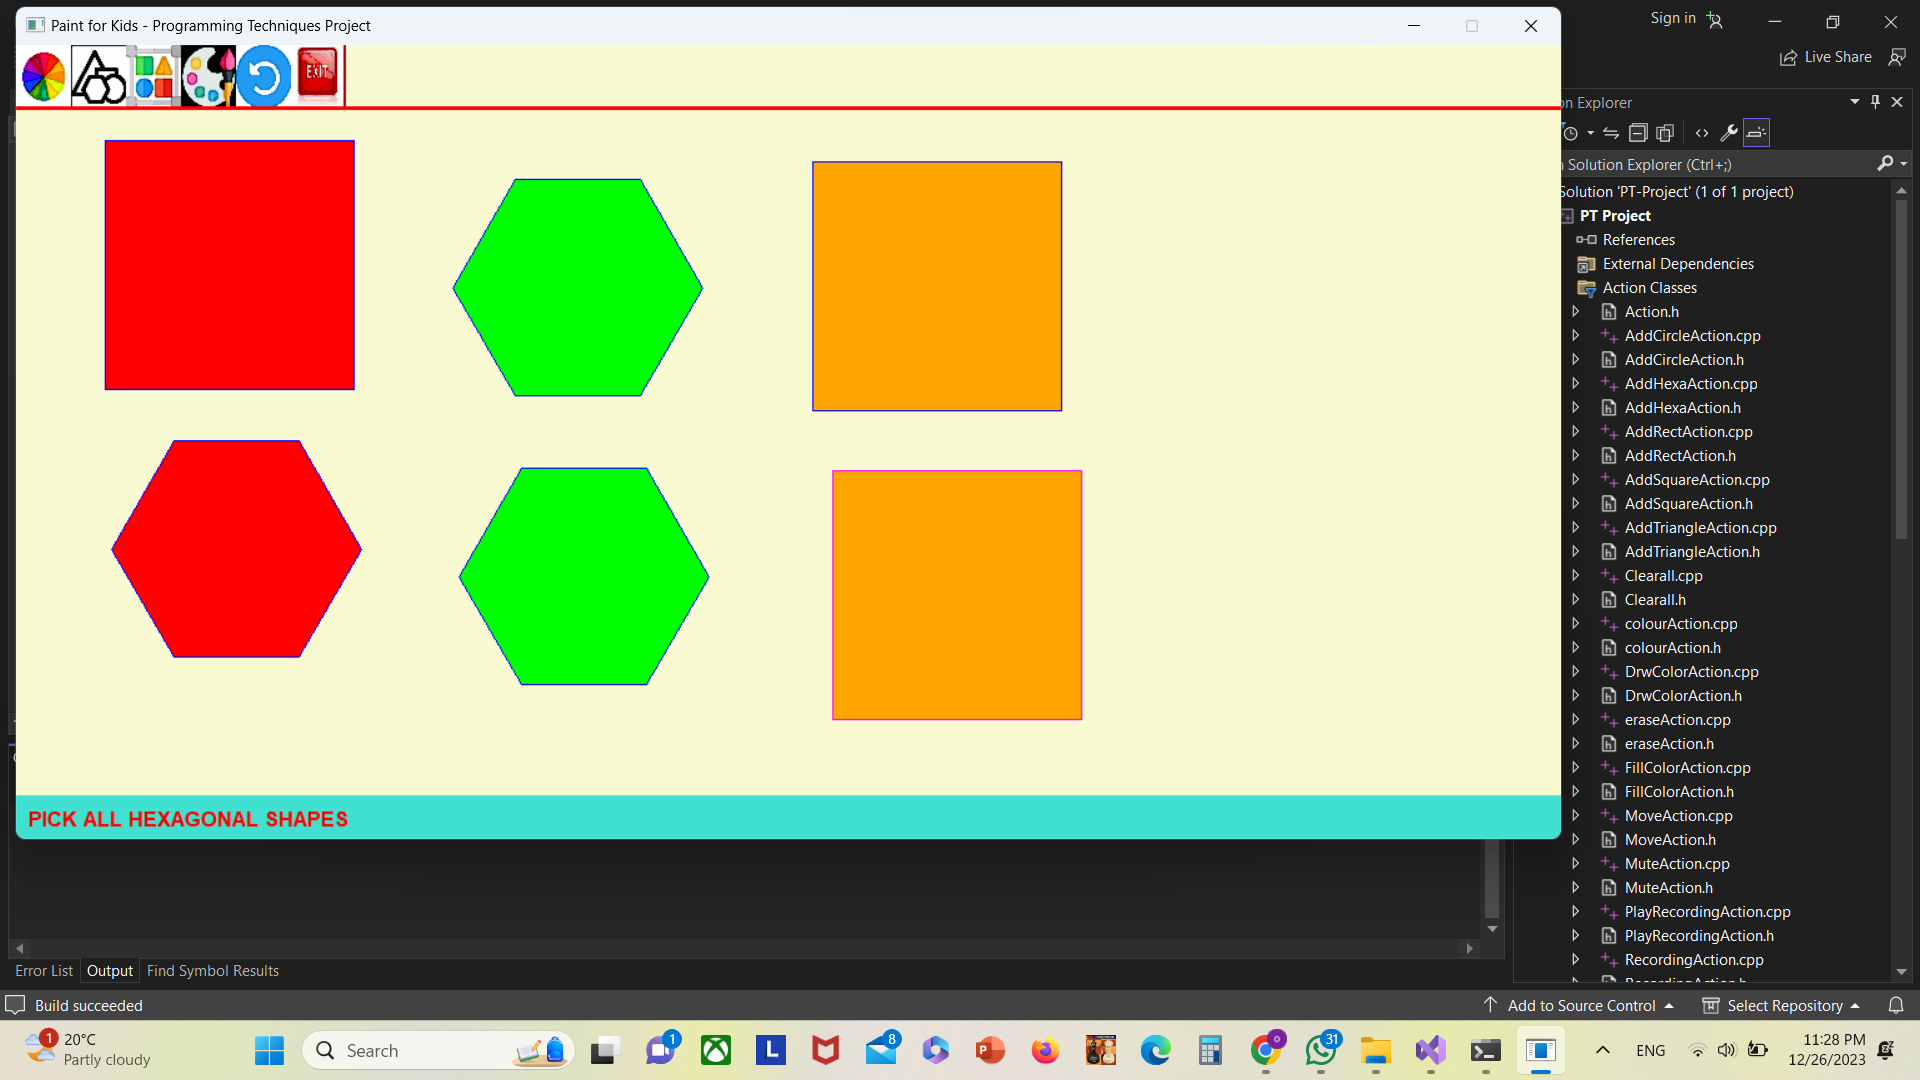 Paint for Kids - Programming Techniques Project
Sign in
Live Share
EXIT
on Explorer
Solution Explorer (Ctrl+;)
Solution 'PT-Project' (1 of 1 project)
PT Project
References
External Dependencies
Action Classes
Action.h
AddCircleAction.cpp
AddCircleAction.h
AddHexaAction.cpp
AddHexaAction.h
AddRectAction.cpp
AddRectAction.h
AddSquareAction.cpp
AddSquareAction.h
AddTriangleAction.cpp
AddTriangleAction.h
Clearall.cpp
Clearall.h
colourAction.cpp
colourAction.h
DrwColorAction.cpp
DrwColorAction.h
eraseAction.cpp
eraseAction.h
FillColorAction.cpp
FillColorAction.h
MoveAction.cpp
MoveAction.h
MuteAction.cpp
MuteAction.h
PlayRecordingAction.cpp
PlayRecordingAction.h
RecordingAction.cpp
PICK ALL HEXAGONAL SHAPES
Error List Output Find Symbol Results
Build succeeded
Add to Source Control
Select Repository
1
20°C
Partly cloudy
Search
1
L
8
31
ENG
11:28 PM
12/26/2023